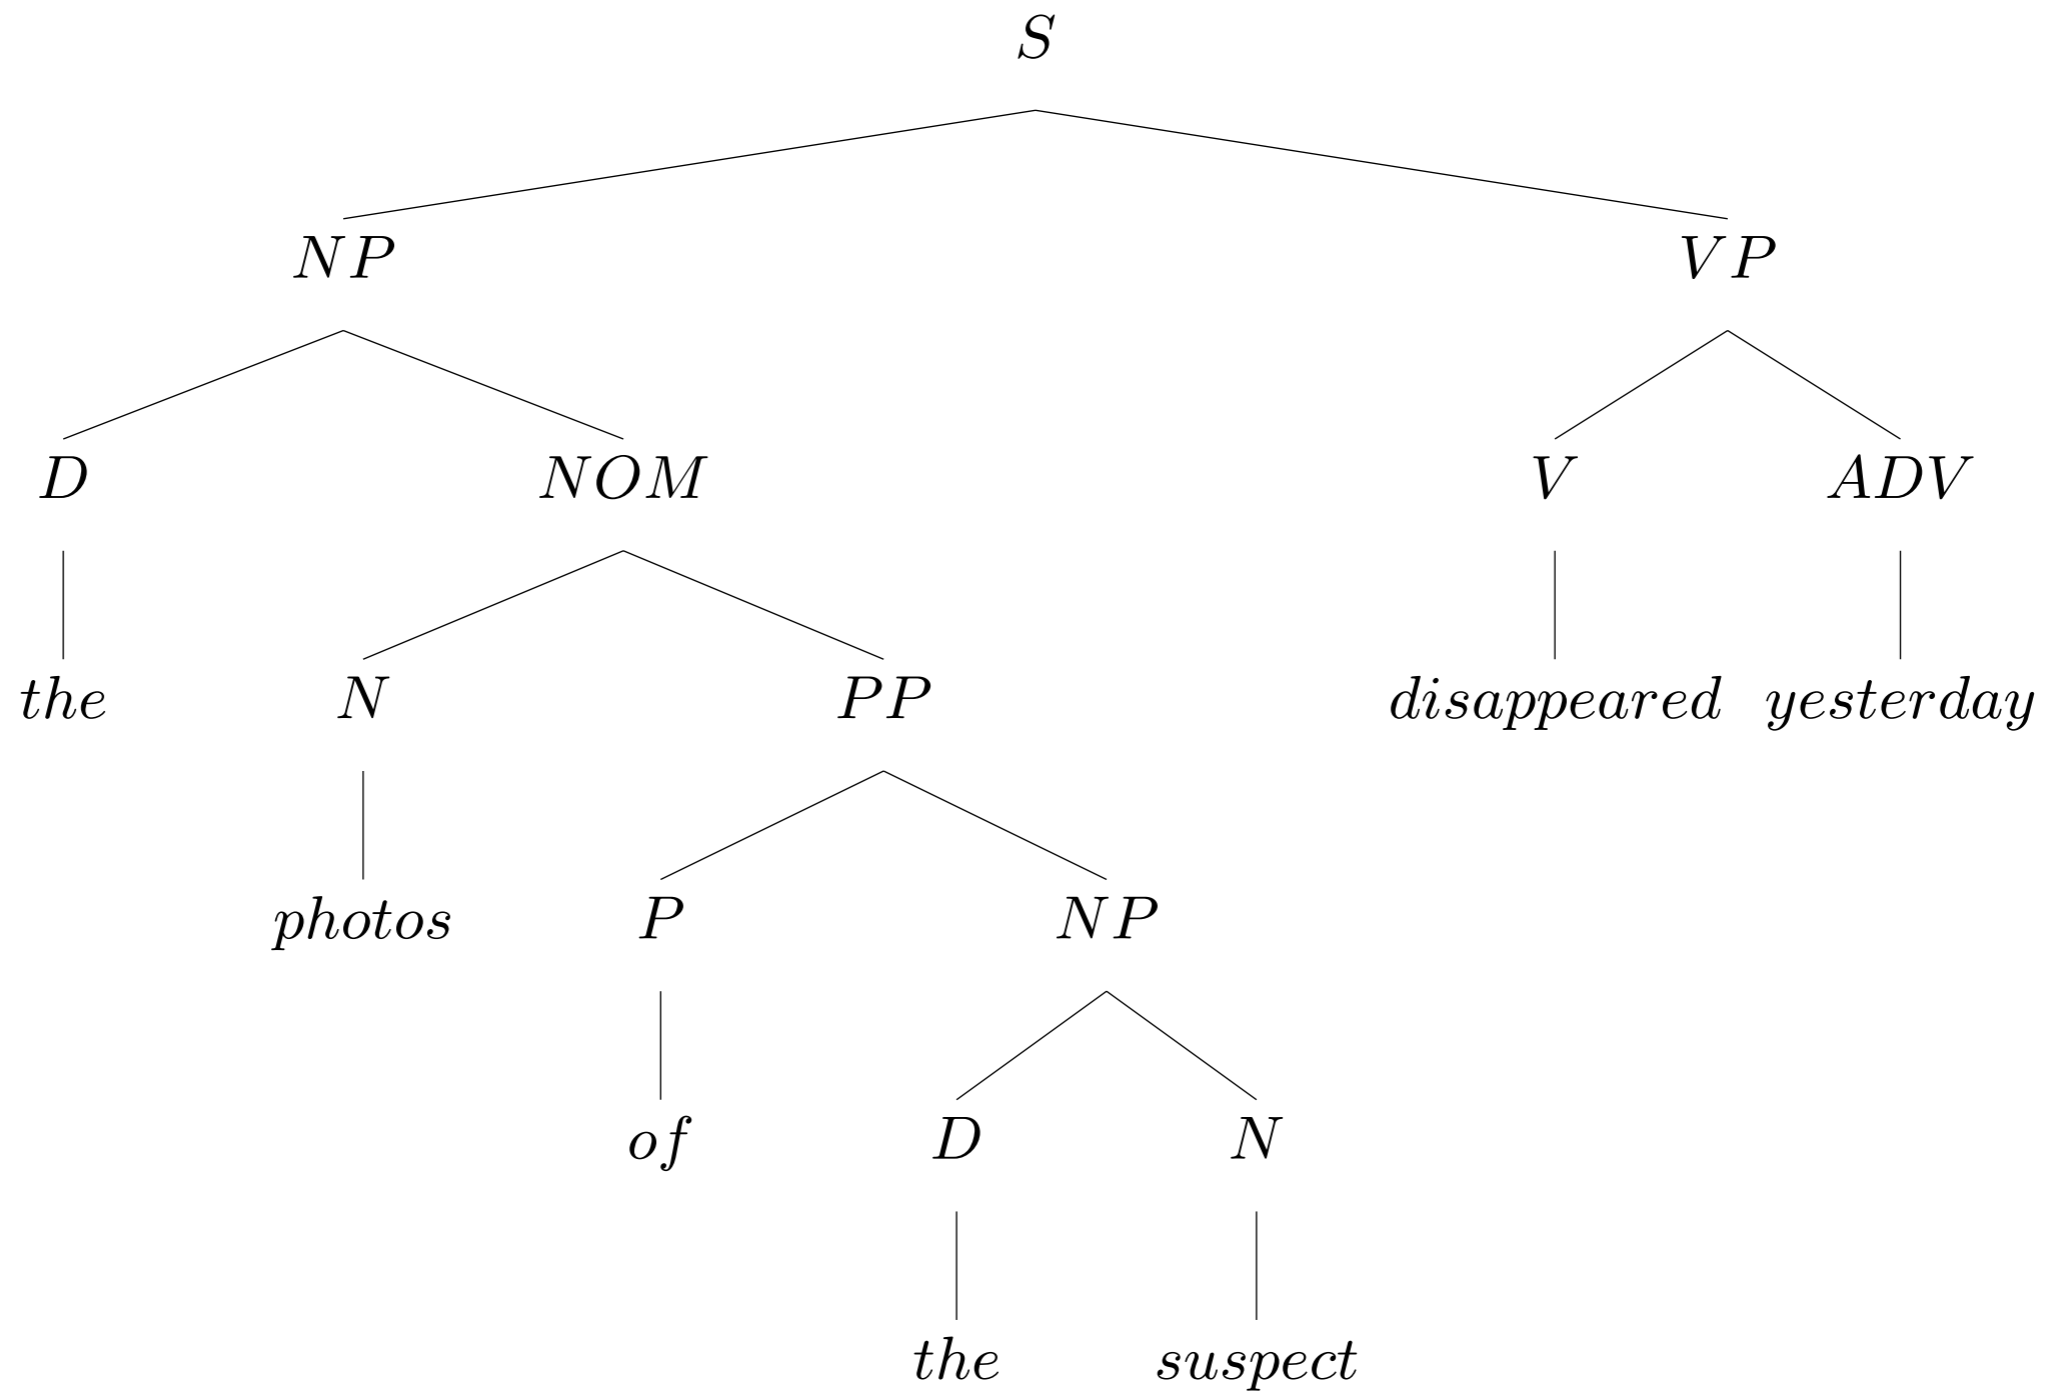 S
NP VP
D NOM V ADV
the N PP disappeared yesterday
photos P NP
of D N
the suspect